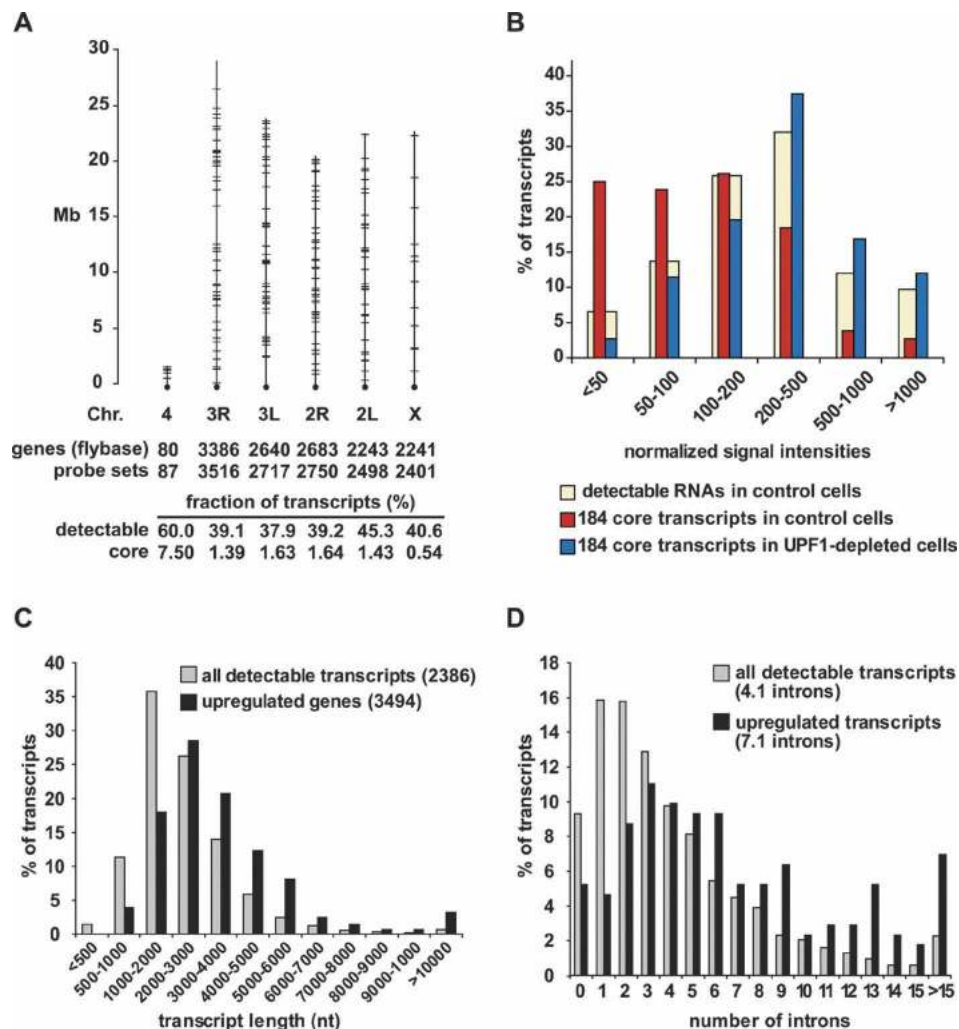 A
30
25
20
Mb
15
10
5
0
Chr. 4 3R 3L 2R 2L X
genes (flybase) 80 3386 2640 2683 2243 2241
probe sets 87 3516 2717 2750 2498 2401
fraction of transcripts (%)
detectable 60.0 39.1 37.9 39.2 45.3 40.6
core 7.50 1.39 1.63 1.64 1.43 0.54
B
% of transcripts
40
35
30
25
20
15
10
5
0
<50 50-100 100-200 200-500 500-1000 >1000
normalized signal intensities
detectable RNAs in control cells
184 core transcripts in control cells
184 core transcripts in UPF1-depleted cells
C
% of transcripts
40
35
30
25
20
15
10
5
0
all detectable transcripts (2386)
upregulated genes (3494)
<500 500-1000 1000-2000 2000-3000 3000-4000 4000-5000 5000-6000 6000-7000 7000-8000 8000-9000 9000-1000 >10000
transcript length (nt)
D
% of transcripts
18
16
14
12
10
8
6
4
2
0
all detectable transcripts
(4.1 introns)
upregulated transcripts
(7.1 introns)
0 1 2 3 4 5 6 7 8 9 10 11 12 13 14 15 >15
number of introns